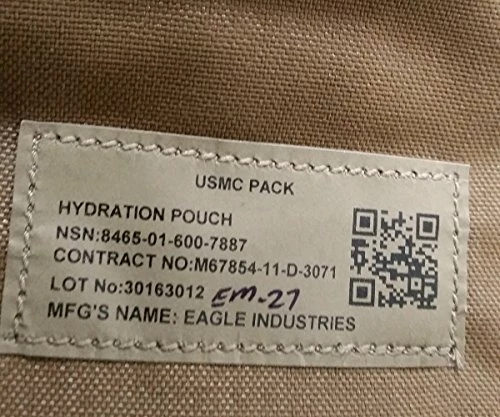 USMC PACK
HYDRATION POUCH
NSN:8465-01-600-7887
CONTRACT NO:M67854-11-D-3071
LOT No:30163012 EM-27
MFG'S NAME: EAGLE INDUSTRIES